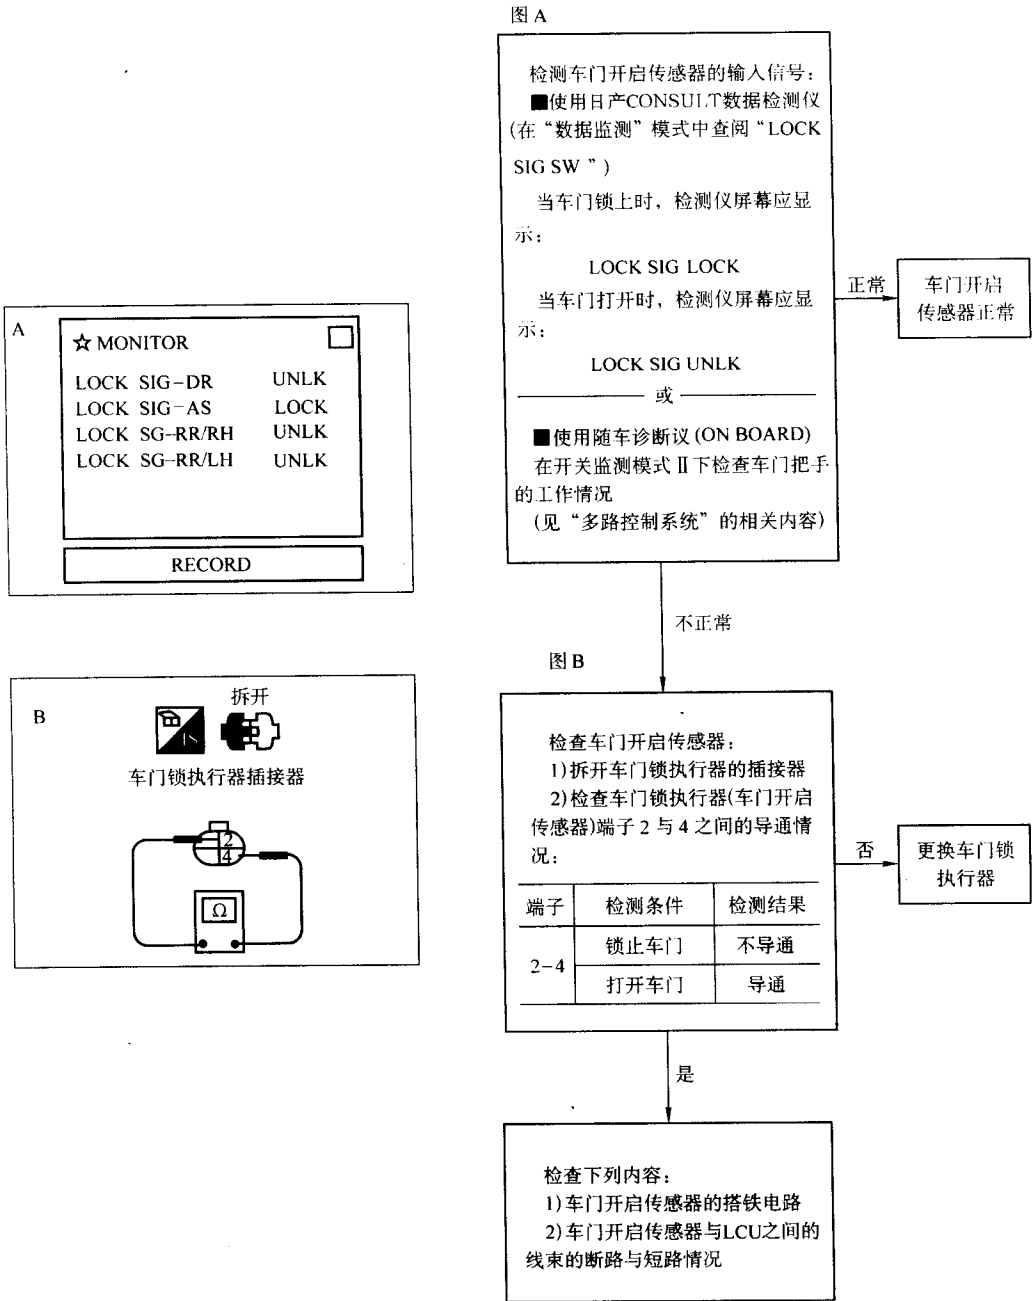 图 A
检测车门开启传感器的输入信号：
■使用日产CONSULT数据检测仪
(在“数据监测”模式中查阅“LOCK
SIG SW ”)
当车门锁上时，检测仪屏幕应显
示：
LOCK SIG LOCK
当车门打开时，检测仪屏幕应显
示：
LOCK SIG UNLK
或
■使用随车诊断议 (ON BOARD)
在开关监测模式Ⅱ下检查车门把手
的工作情况
(见“多路控制系统”的相关内容)
正常
车门开启
传感器正常
A
☆ MONITOR
LOCK SIG-DR UNLK
LOCK SIG-AS LOCK
LOCK SG-RR/RH UNLK
LOCK SG-RR/LH UNLK
RECORD
不正常
图 B
检查车门开启传感器：
1)拆开车门锁执行器的插接器
2)检查车门锁执行器(车门开启
传感器)端子 2 与 4 之间的导通情
况：
端子 检测条件 检测结果
2-4 锁止车门 不导通
打开车门 导通
否
更换车门锁
执行器
B
拆开
车门锁执行器插接器
2
4
Ω
是
检查下列内容：
1)车门开启传感器的搭铁电路
2)车门开启传感器与LCU之间的
线束的断路与短路情况